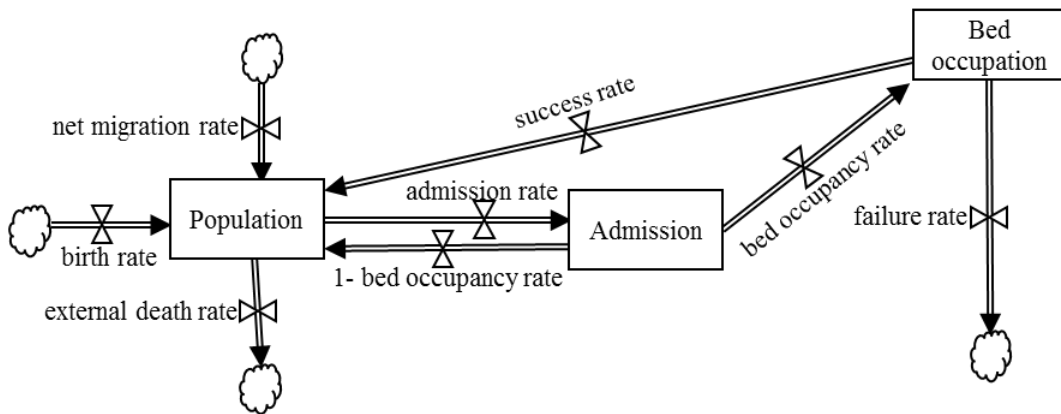 Bed
occupation
success rate
net migration rate
bed occupancy rate
admission rate
Population
Admission
failure rate
birth rate
1- bed occupancy rate
external death rate